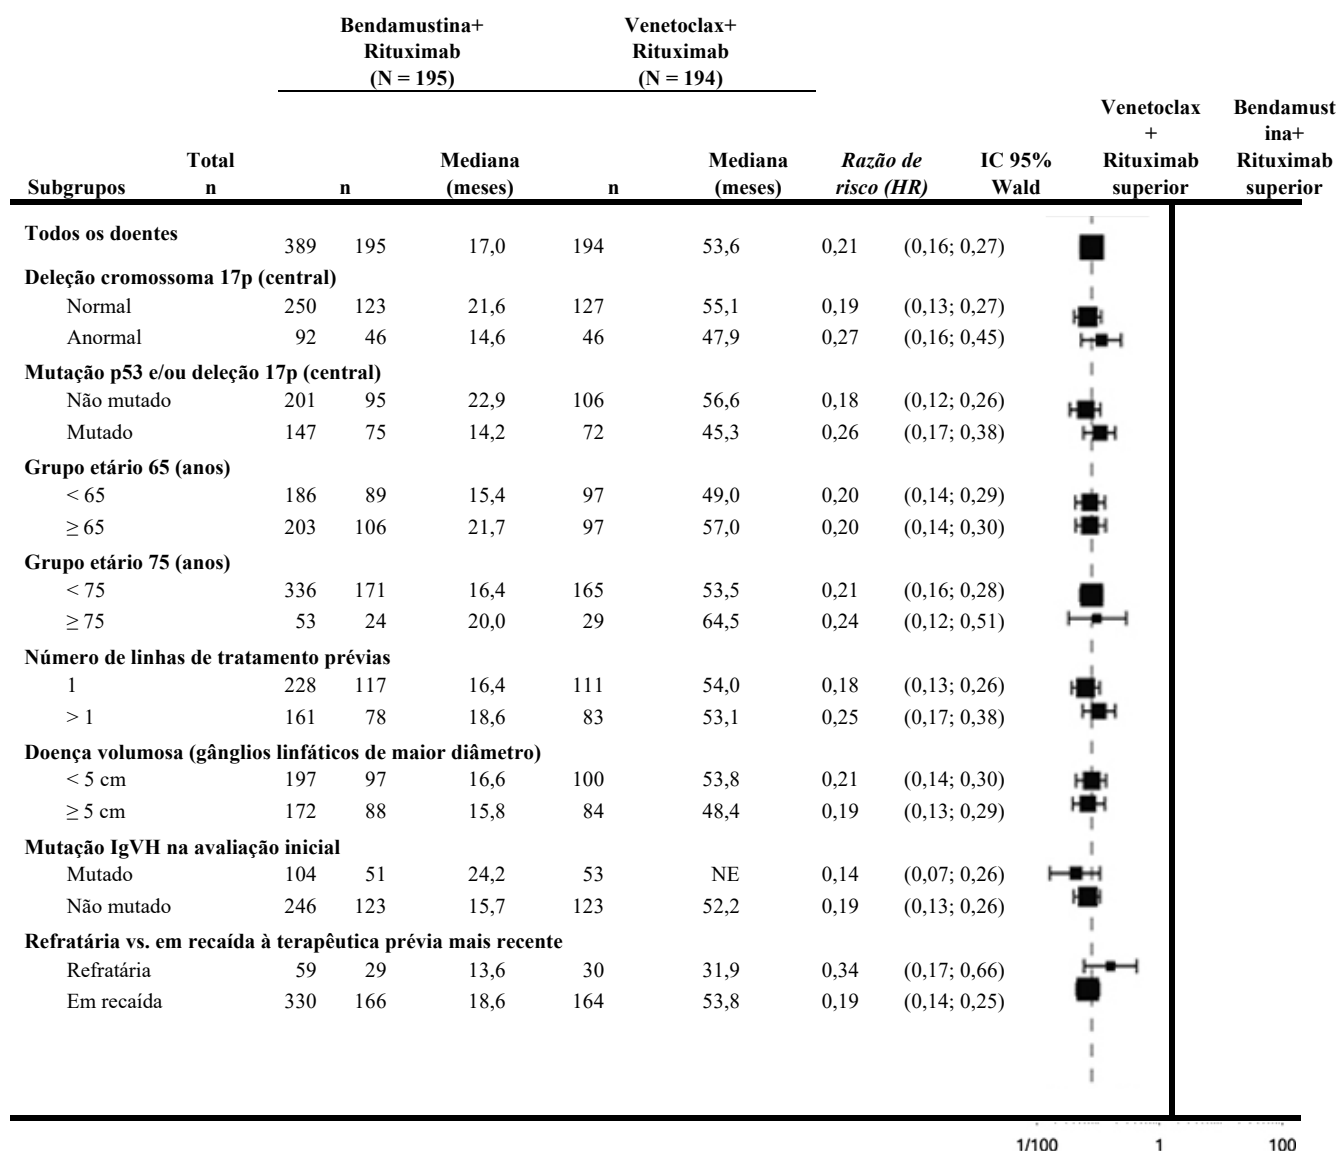 Bendamustina+ Venetoclax+
Rituximab Rituximab
(N = 195) (N = 194)
Venetoclax Bendamust
+ ina+
Total Mediana Mediana Razão de IC 95% Rituximab Rituximab
Subgrupos n n (meses) n (meses) risco (HR) Wald superior superior
Todos os doentes
389 195 17,0 194 53,6 0,21 (0,16; 0,27)
Deleção cromossoma 17p (central)
Normal 250 123 21,6 127 55,1 0,19 (0,13; 0,27)
Anormal 92 46 14,6 46 47,9 0,27 (0,16; 0,45)
Mutação p53 e/ou deleção 17p (central)
Não mutado 201 95 22,9 106 56,6 0,18 (0,12; 0,26)
Mutado 147 75 14,2 72 45,3 0,26 (0,17; 0,38)
Grupo etário 65 (anos)
< 65 186 89 15,4 97 49,0 0,20 (0,14; 0,29)
≥ 65 203 106 21,7 97 57,0 0,20 (0,14; 0,30)
Grupo etário 75 (anos)
< 75 336 171 16,4 165 53,5 0,21 (0,16; 0,28)
≥ 75 53 24 20,0 29 64,5 0,24 (0,12; 0,51)
Número de linhas de tratamento prévias
1 228 117 16,4 111 54,0 0,18 (0,13; 0,26)
> 1 161 78 18,6 83 53,1 0,25 (0,17; 0,38)
Doença volumosa (gânglios linfáticos de maior diâmetro)
< 5 cm 197 97 16,6 100 53,8 0,21 (0,14; 0,30)
≥ 5 cm 172 88 15,8 84 48,4 0,19 (0,13; 0,29)
Mutação IgVH na avaliação inicial
Mutado 104 51 24,2 53 NE 0,14 (0,07; 0,26)
Não mutado 246 123 15,7 123 52,2 0,19 (0,13; 0,26)
Refratária vs. em recaída à terapêutica prévia mais recente
Refratária 59 29 13,6 30 31,9 0,34 (0,17; 0,66)
Em recaída 330 166 18,6 164 53,8 0,19 (0,14; 0,25)
1/100 1 100